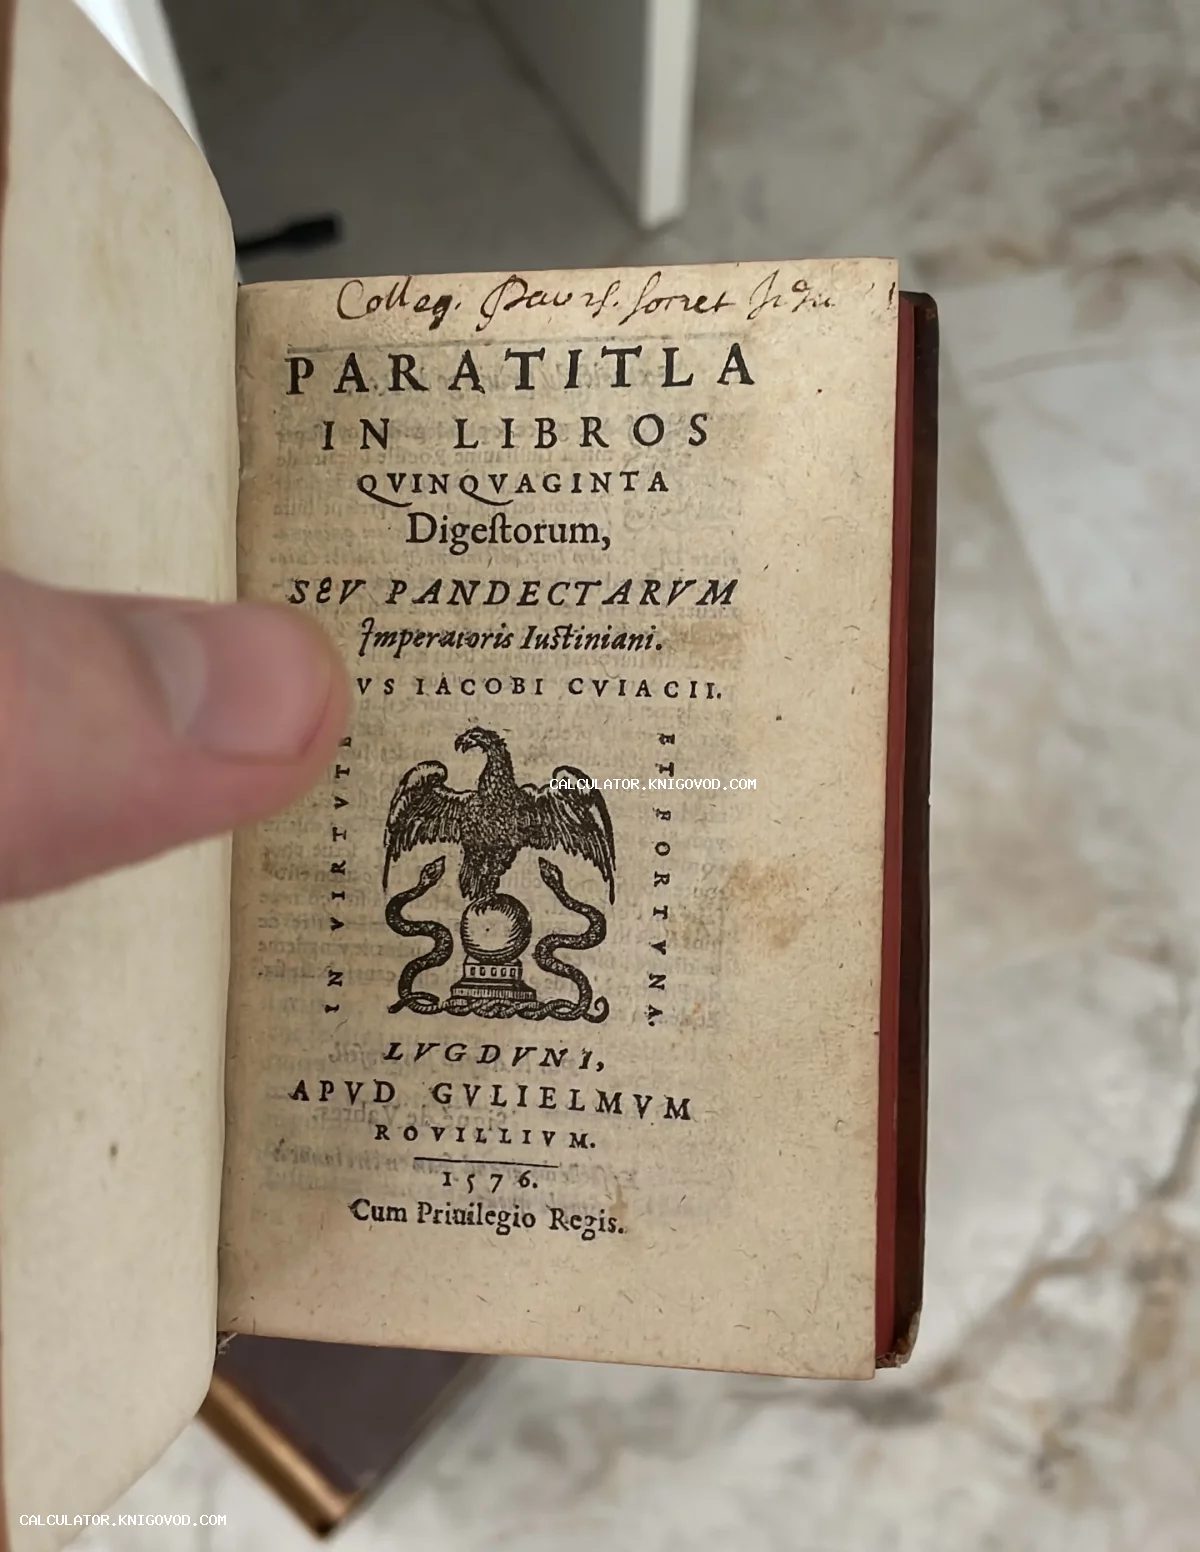 Colleg. Paris. Societ Jesu
PARATITLA
IN LIBROS
QVINQVAGINTA
Digeſtorum,
SEV PANDECTARVM
Imperatoris Iuſtiniani.
VS IACOBI CVIACII.
IN VIRTVTE
ET FORTVNA.
LVGDVNI,
APVD GVLIELMVM
ROVILLIVM.
1576.
Cum Priuilegio Regis.
CALCULATOR.KNIGOVOD.COM
CALCULATOR.KNIGOVOD.COM